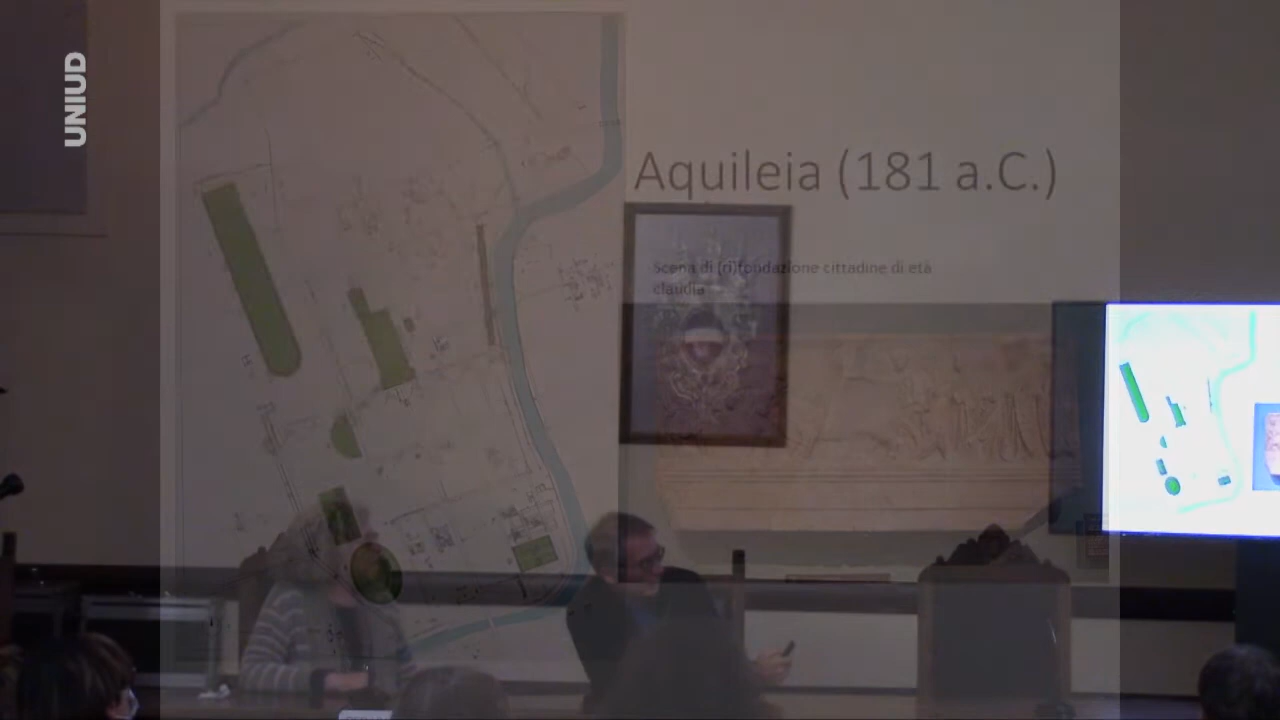 UNIUD
Aquileia (181 a.C.)
Scena di (ri)fondazione cittadine di età
claudia